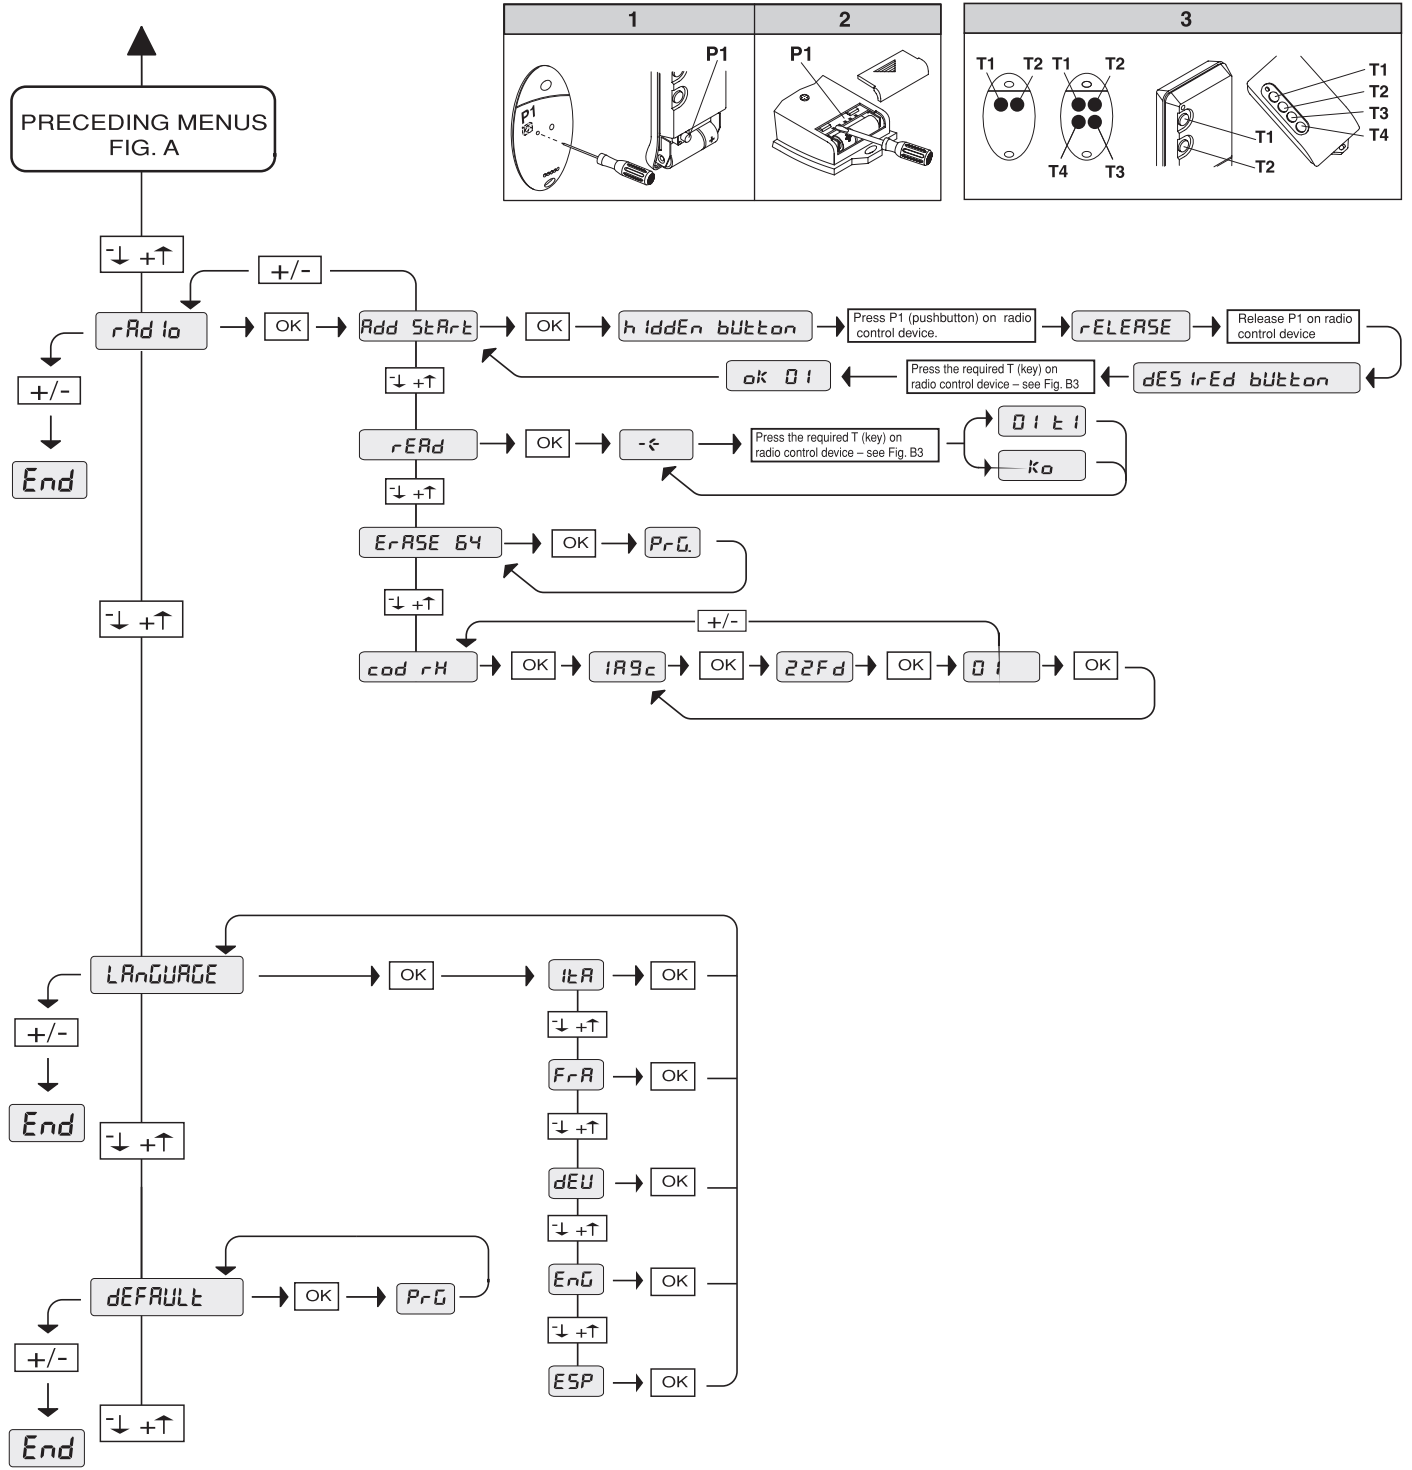 1
2
3
P1
P1
P1
T1
T2
T1
T2
T4
T3
T1
T2
T1
T2
T3
T4
PRECEDING MENUS
FIG. A
- +
+/-
rAdIo
OK
Add StArt
OK
hIddEn bUtton
Press P1 (pushbutton) on radio
control device.
rELEASE
Release P1 on radio
control device
+/-
End
- +
oK 01
Press the required T (key) on
radio control device – see Fig. B3
dESIrEd bUtton
rEAd
OK
Press the required T (key) on
radio control device – see Fig. B3
01 t1
Ko
- +
ErASE 64
OK
PrG.
- +
- +
+/-
cod rH
OK
1A9c
OK
22Fd
OK
01
OK
LAnGUAGE
OK
ItA
OK
+/-
End
- +
FrA
OK
- +
- +
dEU
OK
- +
dEFAULt
OK
PrG
EnG
OK
+/-
End
- +
- +
ESP
OK